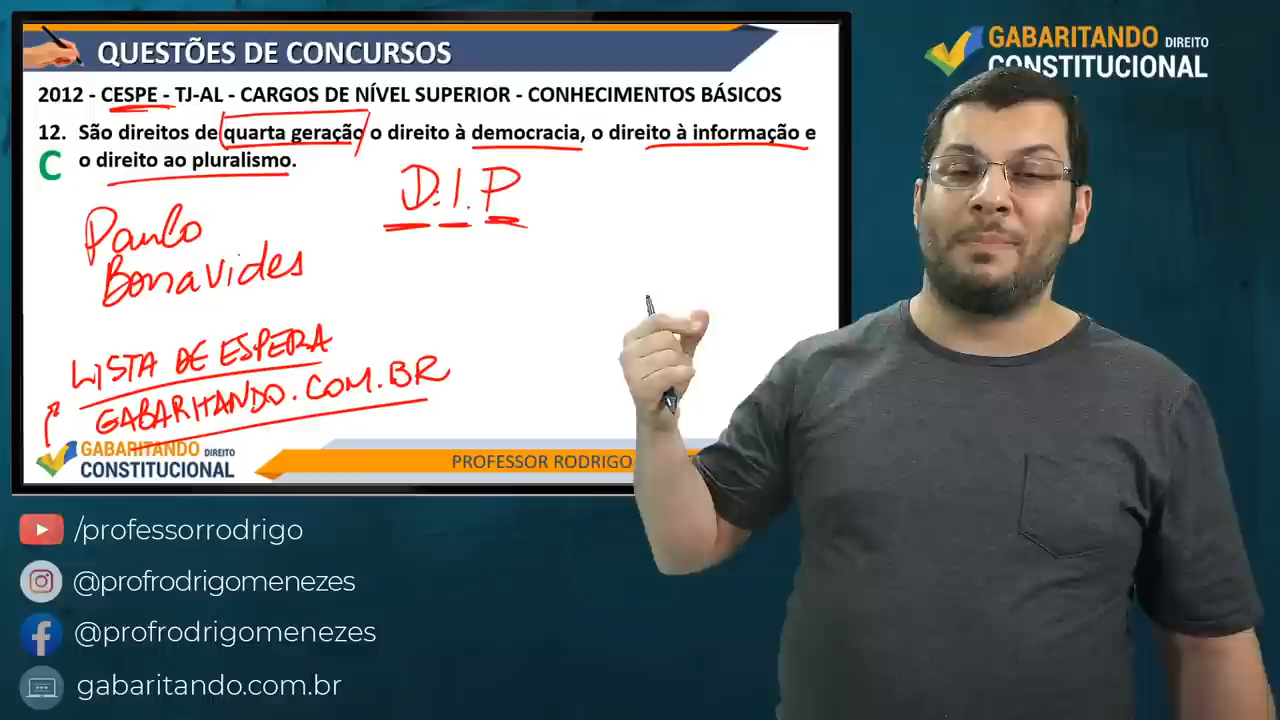 QUESTÕES DE CONCURSOS
2012 - CESPE - TJ-AL - CARGOS DE NÍVEL SUPERIOR - CONHECIMENTOS BÁSICOS
12. São direitos de quarta geração o direito à democracia, o direito à informação e
C o direito ao pluralismo.
D.I.P
Paulo
Bonavides
LISTA DE ESPERA
GABARITANDO.COM.BR
GABARITANDO DIREITO
CONSTITUCIONAL
PROFESSOR RODRIGO
GABARITANDO DIREITO
CONSTITUCIONAL
/professorrodrigo
@profrodrigomenezes
@profrodrigomenezes
gabaritando.com.br